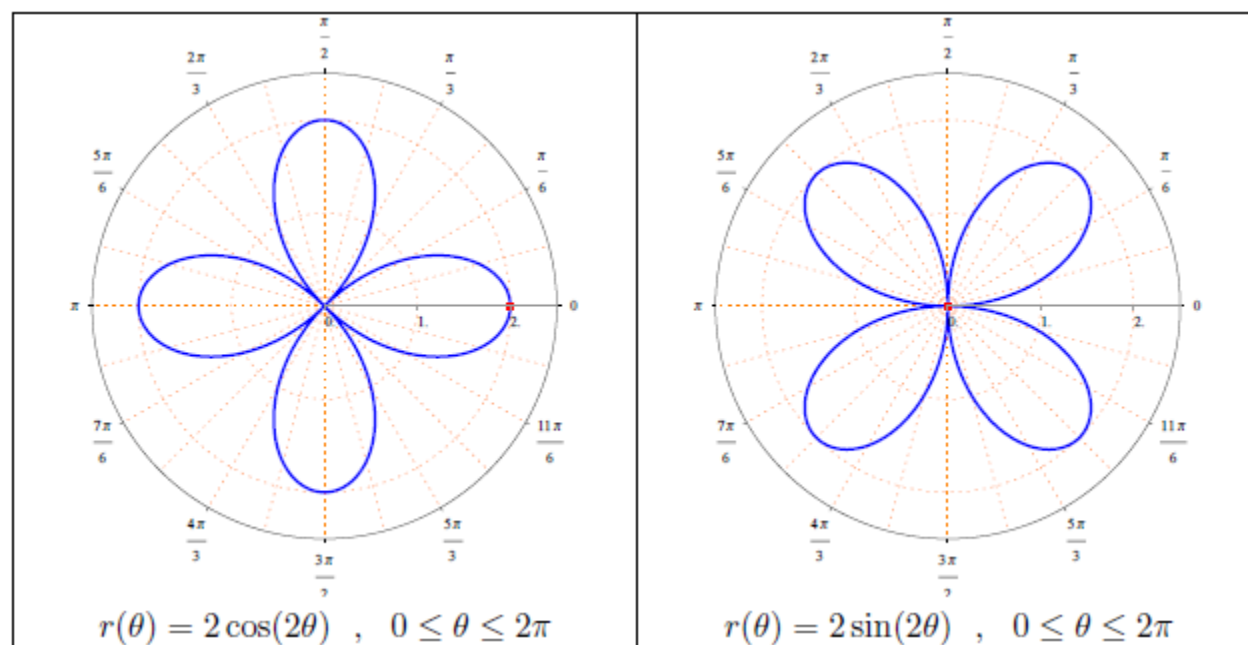 π/2
2π/3
π/3
5π/6
π/6
π
0
0.
1.
2.
7π/6
11π/6
4π/3
5π/3
3π/2
r(θ) = 2 cos(2θ) , 0 ≤ θ ≤ 2π
π/2
2π/3
π/3
5π/6
π/6
π
0
0.
1.
2.
7π/6
11π/6
4π/3
5π/3
3π/2
r(θ) = 2 sin(2θ) , 0 ≤ θ ≤ 2π